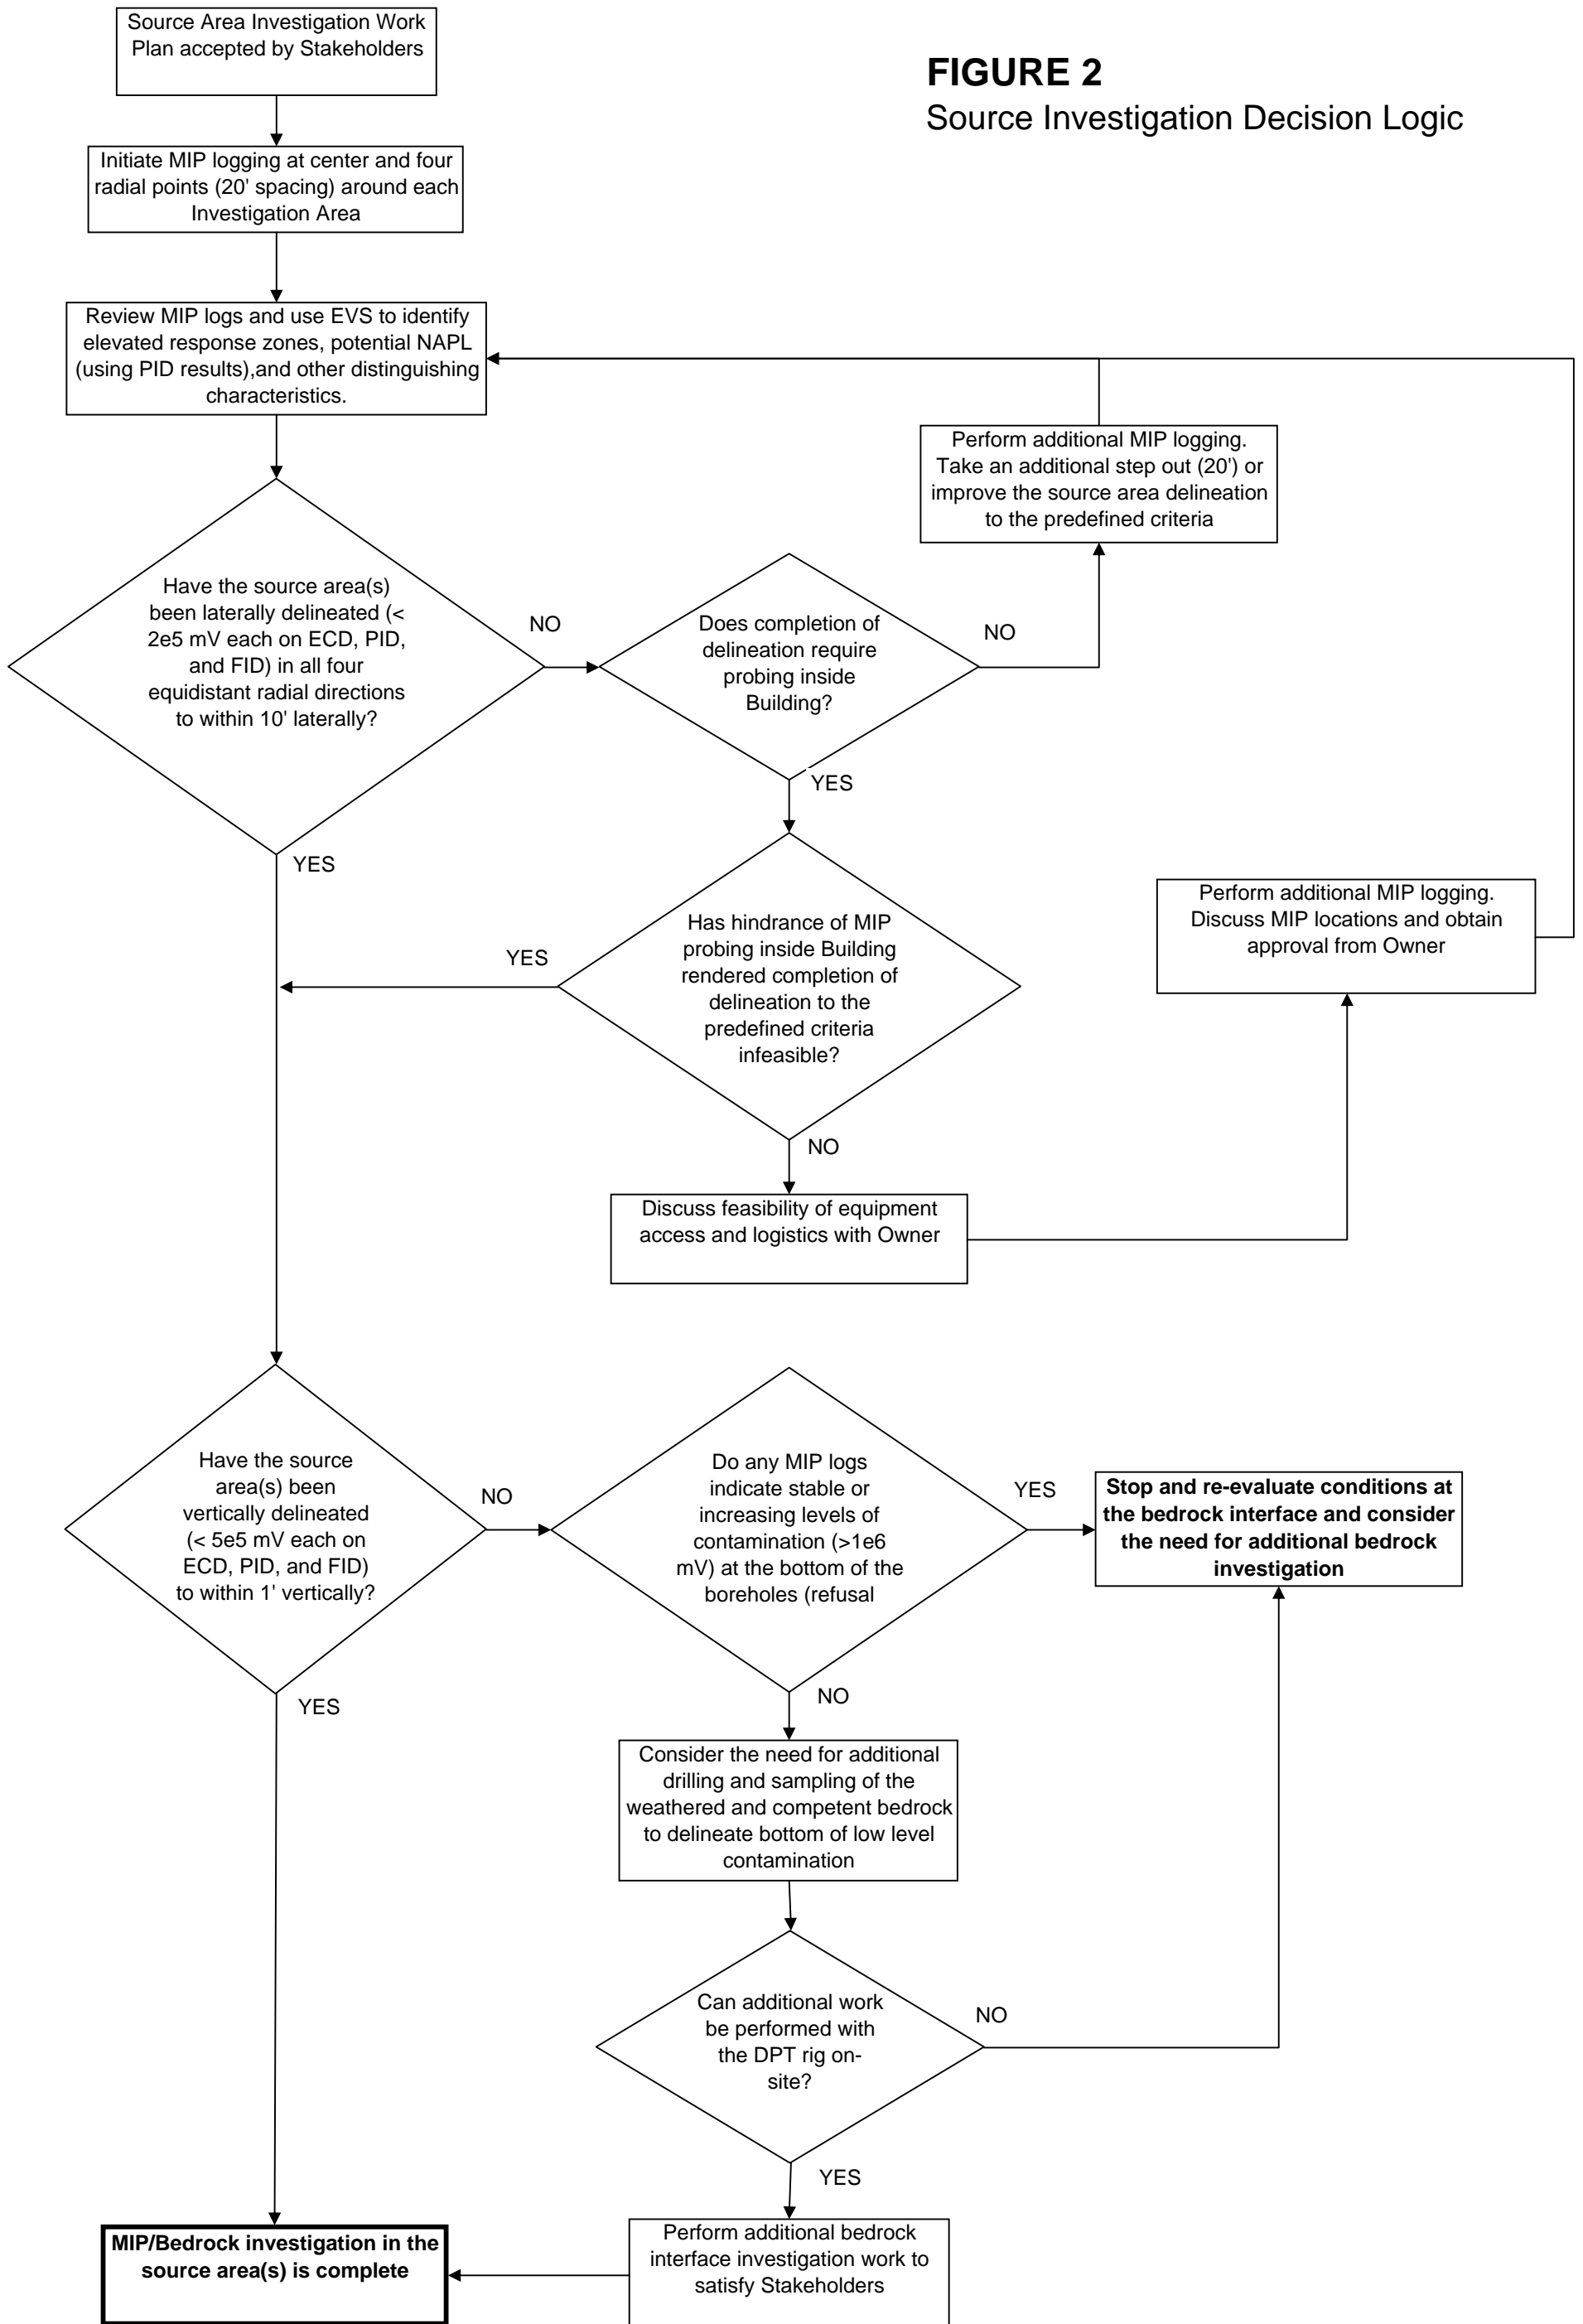 Source Area Investigation Work
Plan accepted by Stakeholders
FIGURE 2
Source Investigation Decision Logic
Initiate MIP logging at center and four
radial points (20' spacing) around each
Investigation Area
Review MIP logs and use EVS to identify
elevated response zones, potential NAPL
(using PID results),and other distinguishing
characteristics.
Perform additional MIP logging.
Take an additional step out (20') or
improve the source area delineation
to the predefined criteria
Have the source area(s)
been laterally delineated (<
2e5 mV each on ECD, PID,
and FID) in all four
equidistant radial directions
to within 10' laterally?
NO
Does completion of
delineation require
probing inside
Building?
NO
YES
YES
Has hindrance of MIP
probing inside Building
rendered completion of
delineation to the
predefined criteria
infeasible?
YES
NO
Perform additional MIP logging.
Discuss MIP locations and obtain
approval from Owner
Discuss feasibility of equipment
access and logistics with Owner
Have the source
area(s) been
vertically delineated
(< 5e5 mV each on
ECD, PID, and FID)
to within 1' vertically?
NO
Do any MIP logs
indicate stable or
increasing levels of
contamination (>1e6
mV) at the bottom of the
boreholes (refusal
YES
Stop and re-evaluate conditions at
the bedrock interface and consider
the need for additional bedrock
investigation
YES
NO
Consider the need for additional
drilling and sampling of the
weathered and competent bedrock
to delineate bottom of low level
contamination
Can additional work
be performed with
the DPT rig on-
site?
NO
YES
MIP/Bedrock investigation in the
source area(s) is complete
Perform additional bedrock
interface investigation work to
satisfy Stakeholders